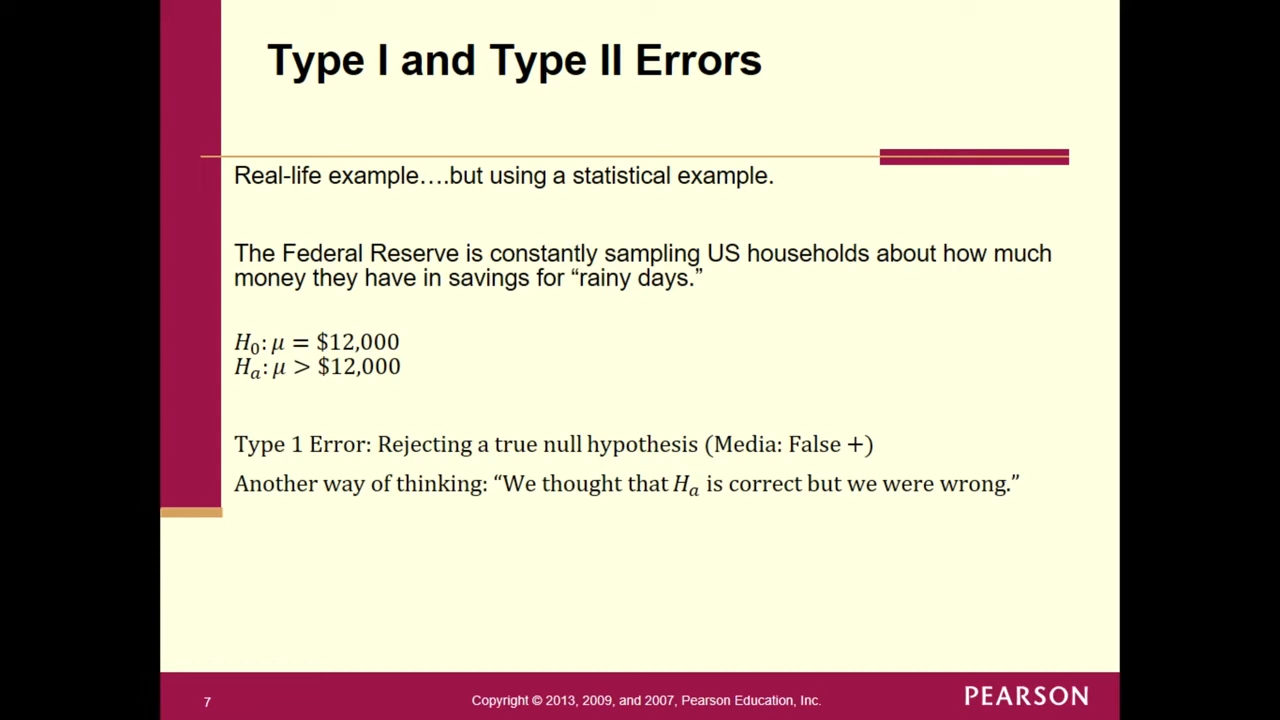 Type I and Type II Errors
Real-life example….but using a statistical example.
The Federal Reserve is constantly sampling US households about how much
money they have in savings for “rainy days.”
H₀: μ = $12,000
Hₐ: μ > $12,000
Type 1 Error: Rejecting a true null hypothesis (Media: False +)
Another way of thinking: “We thought that Hₐ is correct but we were wrong.”
7
Copyright © 2013, 2009, and 2007, Pearson Education, Inc.
PEARSON